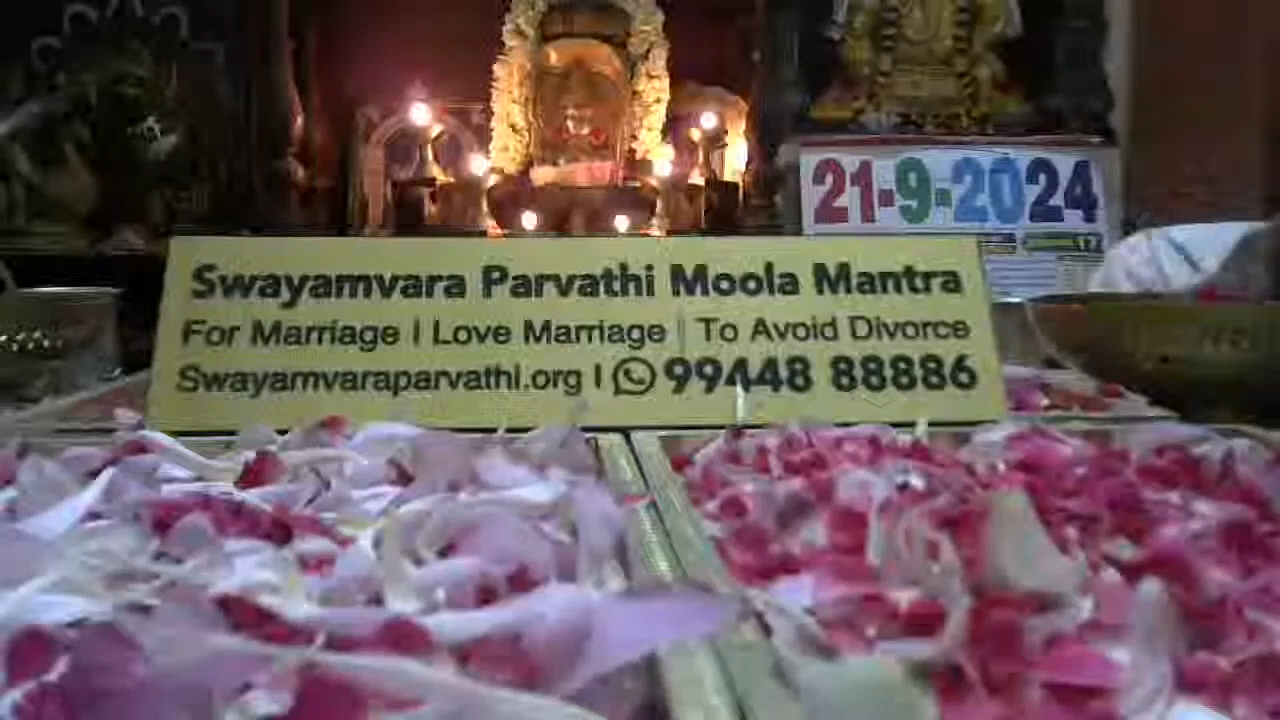 21-9-2024
Swayamvara Parvathi Moola Mantra
For Marriage | Love Marriage | To Avoid Divorce
Swayamvaraparvathi.org | 99448 88886